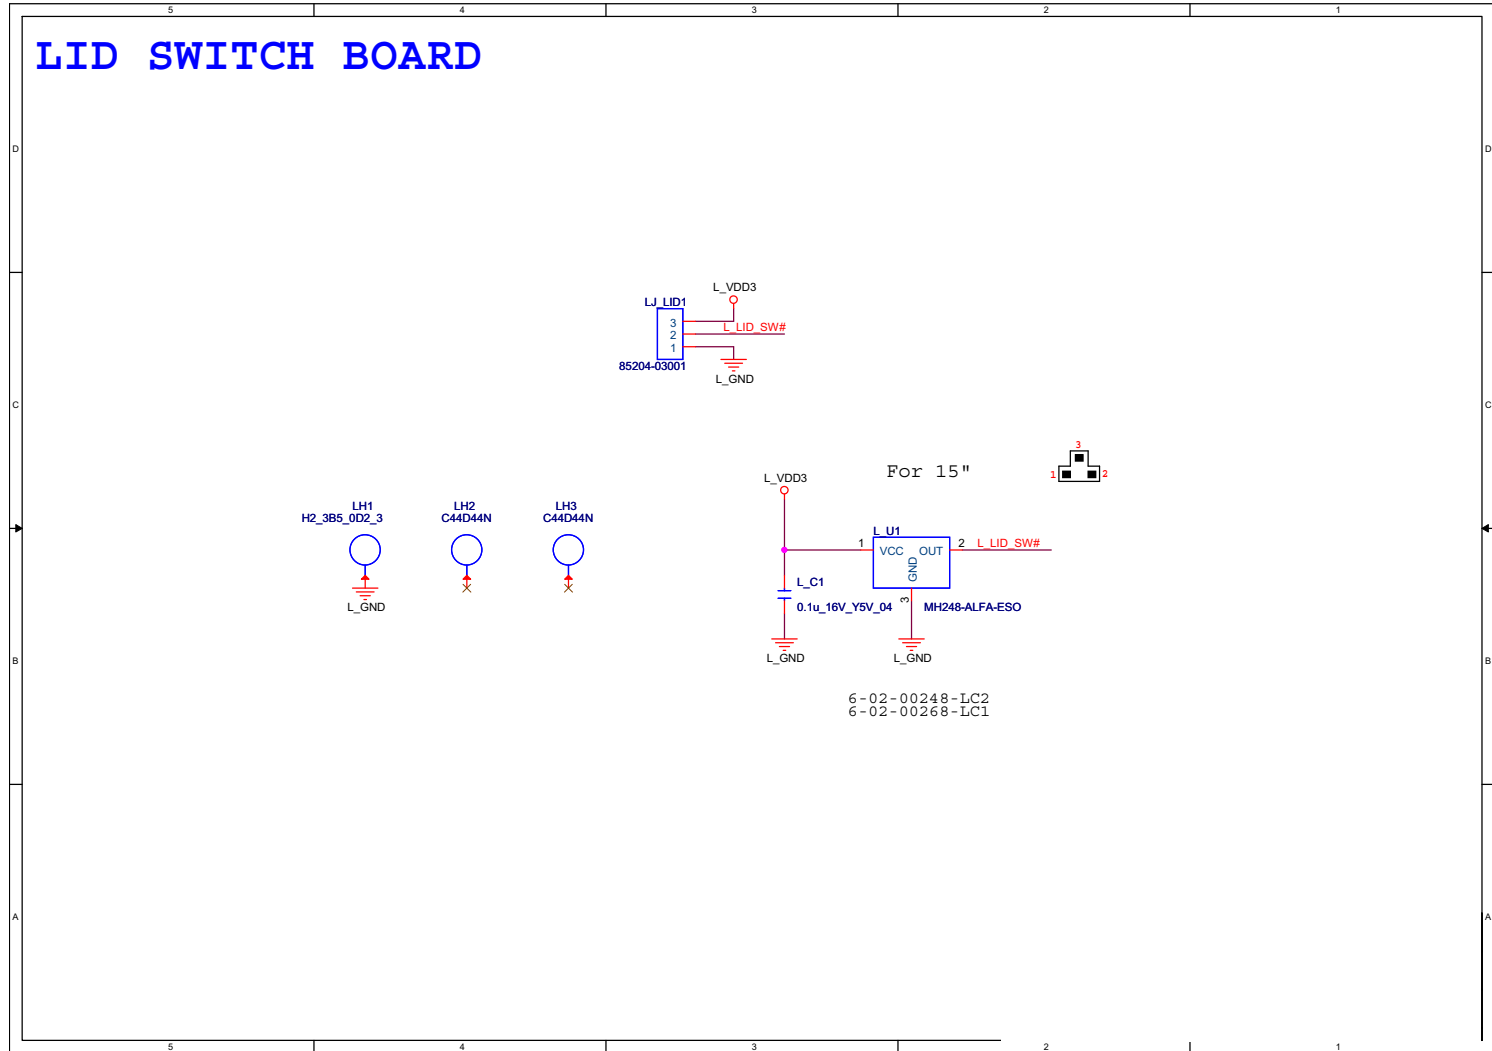 5 4 3 2 1
LID SWITCH BOARD
D D
L_VDD3
LJ_LID1
3
L_LID_SW#
2
1
85204-03001
L_GND
C C
3
For 15"
1 2
L_VDD3
LH1 LH2 LH3
H2_3B5_0D2_3 C44D44N C44D44N
L_U1
1 VCC OUT 2 L_LID_SW#
GND
L_C1
3
0.1u_16V_Y5V_04 MH248-ALFA-ESO
L_GND
L_GND L_GND
B B
6-02-00248-LC2
6-02-00268-LC1
A A
5 4 3 2 1